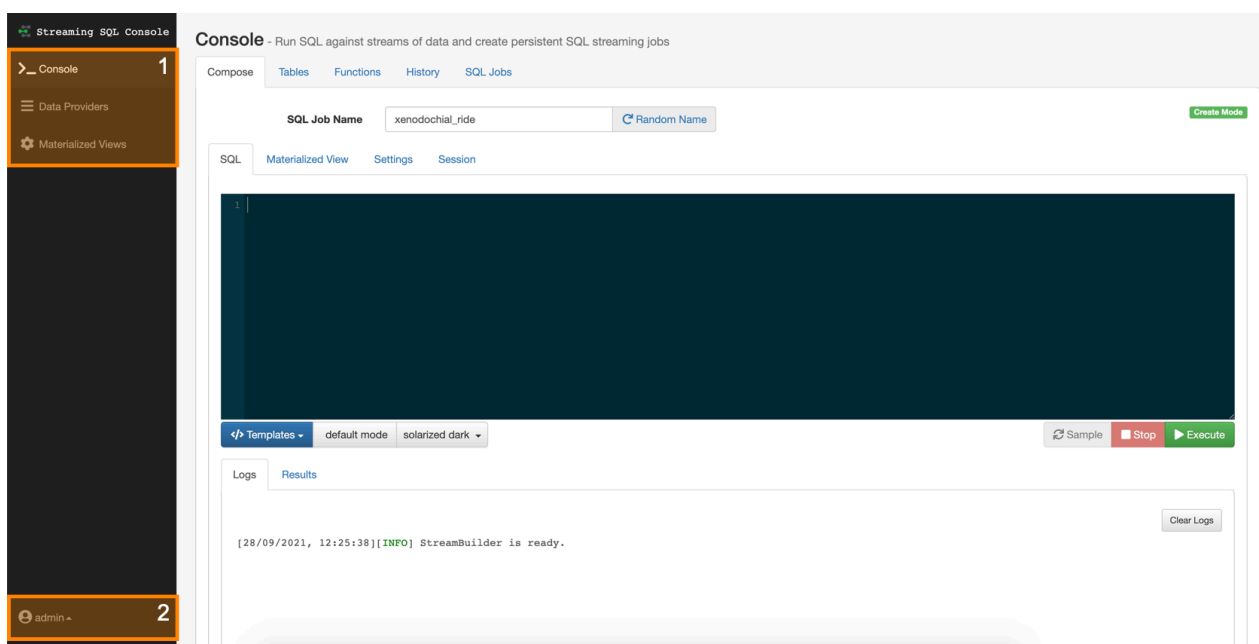 Streaming SQL Console
Console 1
Data Providers
Materialized Views
admin 2
Console - Run SQL against streams of data and create persistent SQL streaming jobs
Compose Tables Functions History SQL Jobs
SQL Job Name xenodochial_ride Random Name Create Mode
SQL Materialized View Settings Session
1
</> Templates default mode solarized dark Sample Stop Execute
Logs Results
Clear Logs
[28/09/2021, 12:25:38][INFO] StreamBuilder is ready.